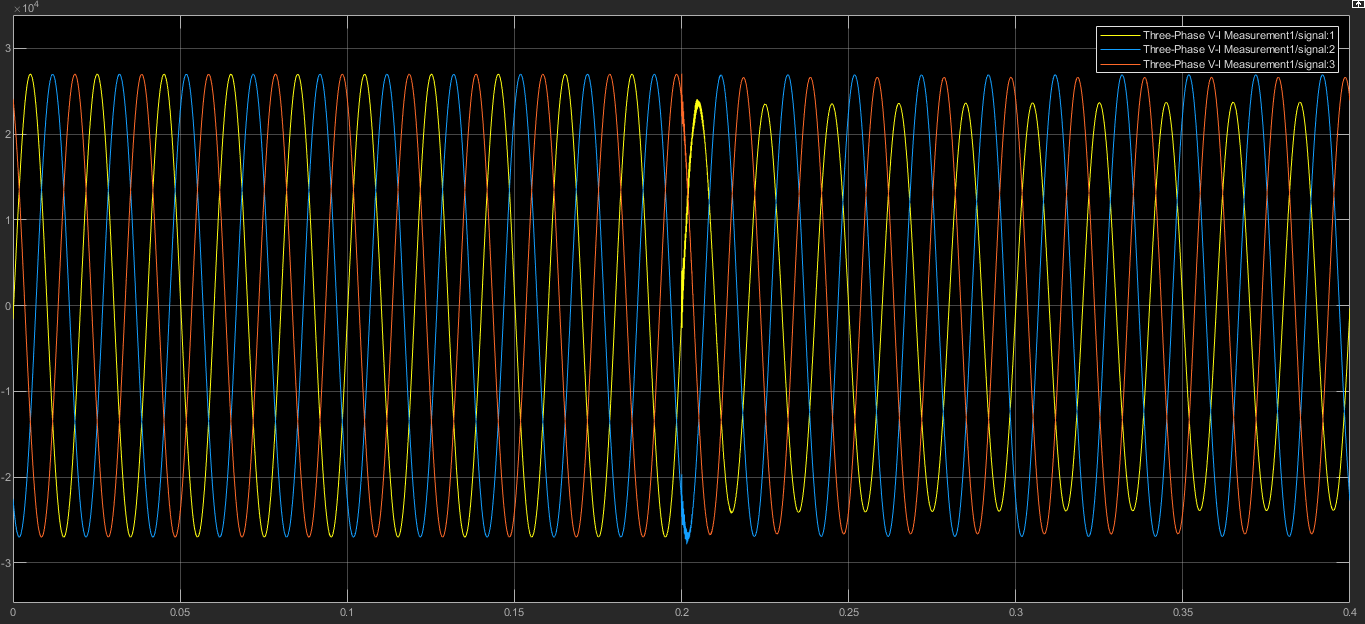 ×10⁴
Three-Phase V-I Measurement1/signal:1
Three-Phase V-I Measurement1/signal:2
Three-Phase V-I Measurement1/signal:3
3
2
1
0
-1
-2
-3
0 0.05 0.1 0.15 0.2 0.25 0.3 0.35 0.4